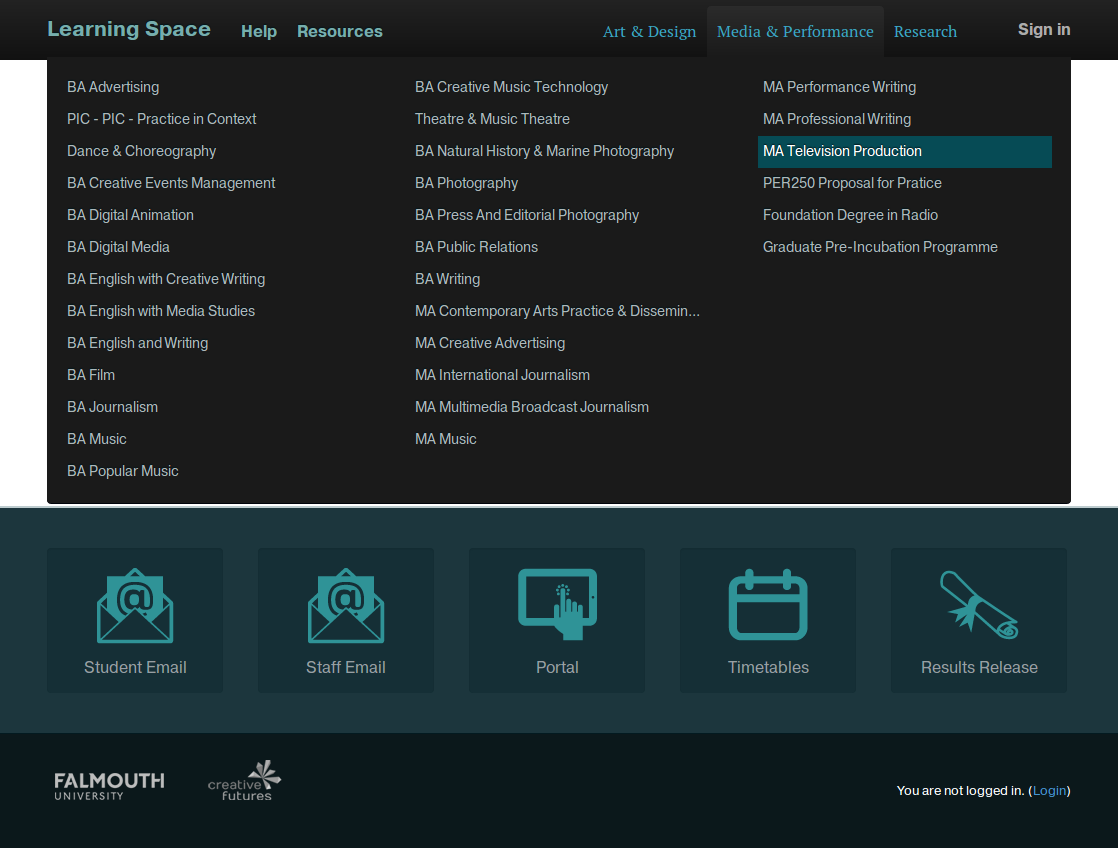 Learning Space
Help
Resources
Art & Design
Media & Performance
Research
Sign in
BA Advertising
PIC - PIC - Practice in Context
Dance & Choreography
BA Creative Events Management
BA Digital Animation
BA Digital Media
BA English with Creative Writing
BA English with Media Studies
BA English and Writing
BA Film
BA Journalism
BA Music
BA Popular Music
BA Creative Music Technology
Theatre & Music Theatre
BA Natural History & Marine Photography
BA Photography
BA Press And Editorial Photography
BA Public Relations
BA Writing
MA Contemporary Arts Practice & Dissemin...
MA Creative Advertising
MA International Journalism
MA Multimedia Broadcast Journalism
MA Music
MA Performance Writing
MA Professional Writing
MA Television Production
PER250 Proposal for Pratice
Foundation Degree in Radio
Graduate Pre-Incubation Programme
Student Email
Staff Email
Portal
Timetables
Results Release
FALMOUTH
UNIVERSITY
creative
futures
You are not logged in. (Login)